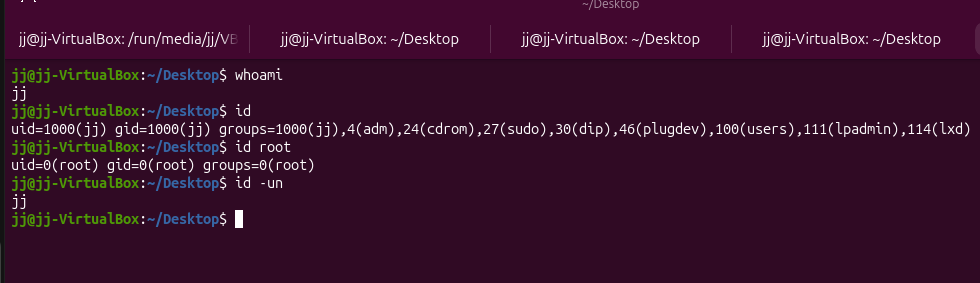 ~/Desktop
jj@jj-VirtualBox: /run/media/jj/VB
jj@jj-VirtualBox: ~/Desktop
jj@jj-VirtualBox: ~/Desktop
jj@jj-VirtualBox: ~/Desktop
jj@jj-VirtualBox:~/Desktop$ whoami
jj
jj@jj-VirtualBox:~/Desktop$ id
uid=1000(jj) gid=1000(jj) groups=1000(jj),4(adm),24(cdrom),27(sudo),30(dip),46(plugdev),100(users),111(lpadmin),114(lxd)
jj@jj-VirtualBox:~/Desktop$ id root
uid=0(root) gid=0(root) groups=0(root)
jj@jj-VirtualBox:~/Desktop$ id -un
jj
jj@jj-VirtualBox:~/Desktop$